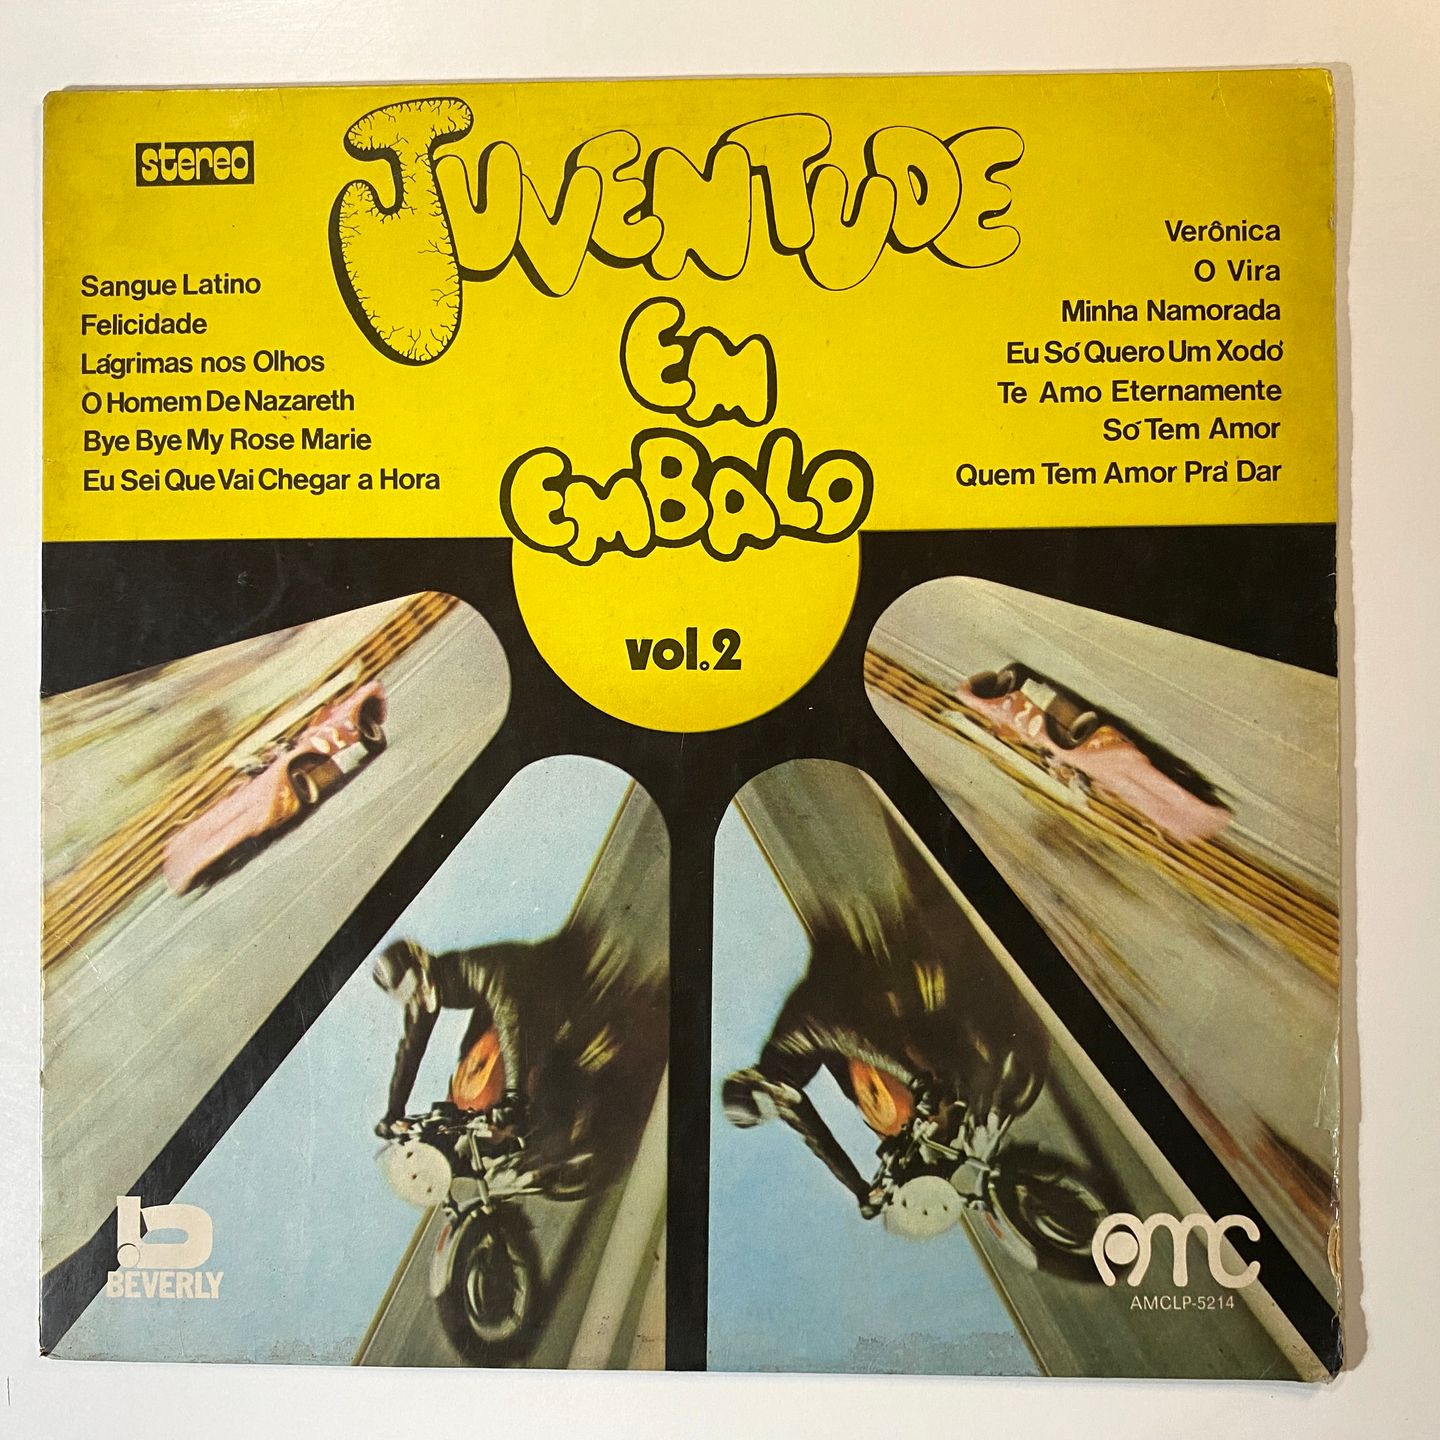 stereo
JUVENTUDE
EM
EMBALO
vol.2
Sangue Latino
Felicidade
Lágrimas nos Olhos
O Homem De Nazareth
Bye Bye My Rose Marie
Eu Sei Que Vai Chegar a Hora
Verônica
O Vira
Minha Namorada
Eu Só Quero Um Xodó
Te Amo Eternamente
Só Tem Amor
Quem Tem Amor Prá Dar
b
BEVERLY
AMC
AMCLP-5214